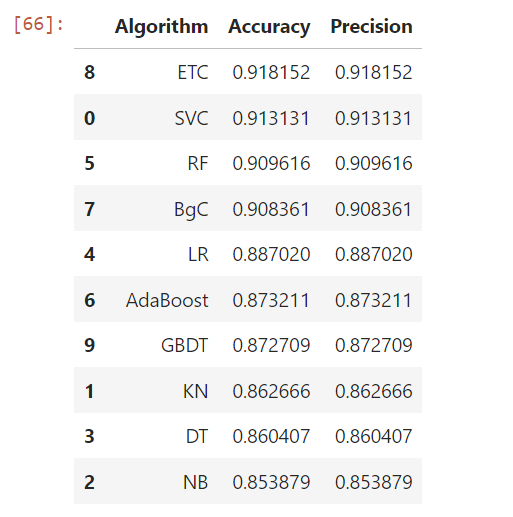 [66]:
Algorithm Accuracy Precision
8 ETC 0.918152 0.918152
0 SVC 0.913131 0.913131
5 RF 0.909616 0.909616
7 BgC 0.908361 0.908361
4 LR 0.887020 0.887020
6 AdaBoost 0.873211 0.873211
9 GBDT 0.872709 0.872709
1 KN 0.862666 0.862666
3 DT 0.860407 0.860407
2 NB 0.853879 0.853879